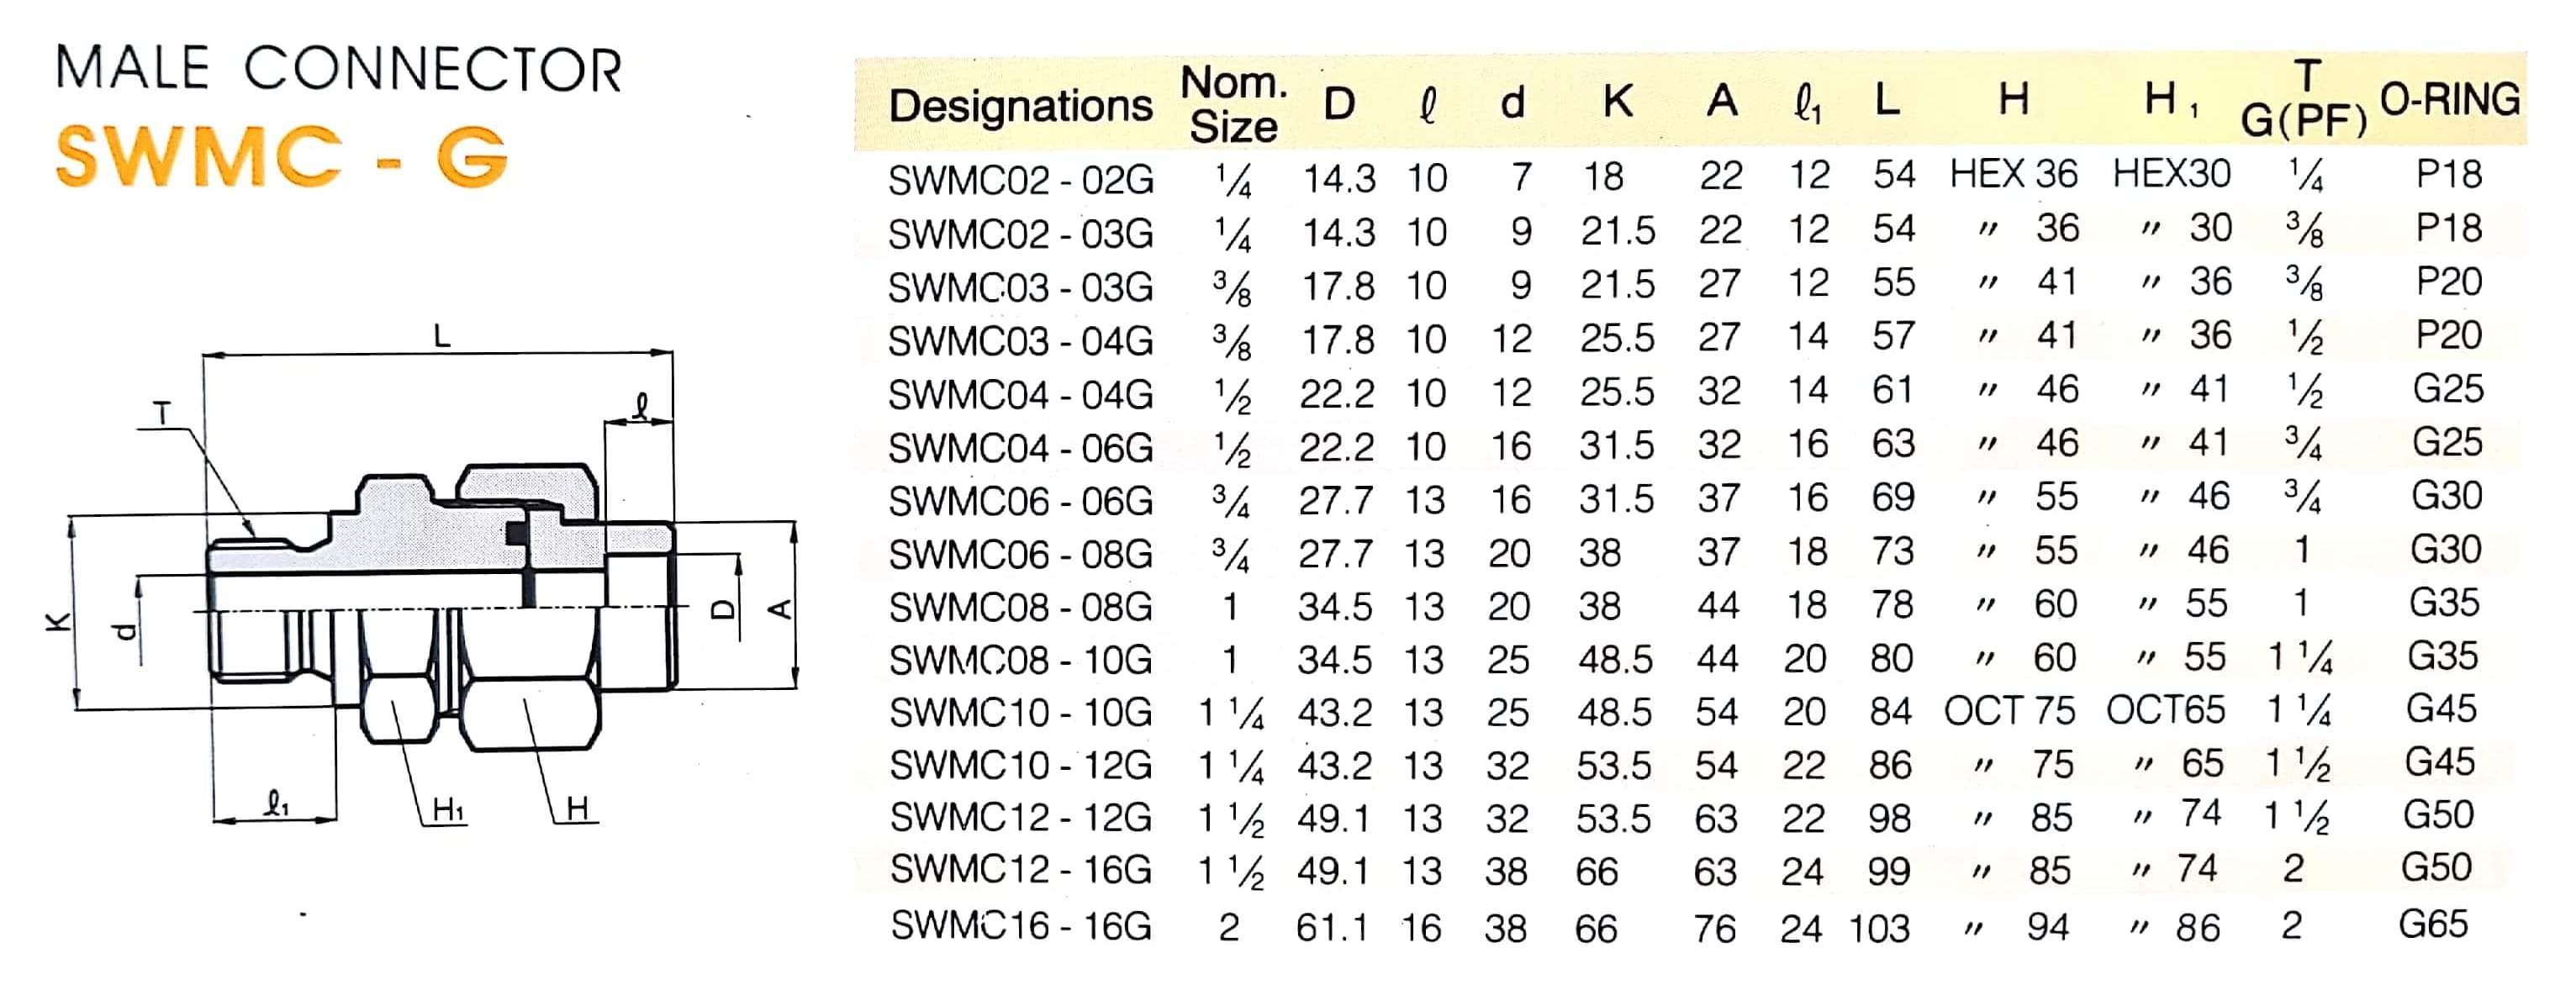 MALE CONNECTOR
SWMC - G
L
T
ℓ
K
d
D
A
ℓ₁
H₁
H
Designations Nom. Size D ℓ d K A ℓ₁ L H H₁ T G(PF) O-RING
SWMC02 - 02G 1/4 14.3 10 7 18 22 12 54 HEX 36 HEX30 1/4 P18
SWMC02 - 03G 1/4 14.3 10 9 21.5 22 12 54 〃 36 〃 30 3/8 P18
SWMC03 - 03G 3/8 17.8 10 9 21.5 27 12 55 〃 41 〃 36 3/8 P20
SWMC03 - 04G 3/8 17.8 10 12 25.5 27 14 57 〃 41 〃 36 1/2 P20
SWMC04 - 04G 1/2 22.2 10 12 25.5 32 14 61 〃 46 〃 41 1/2 G25
SWMC04 - 06G 1/2 22.2 10 16 31.5 32 16 63 〃 46 〃 41 3/4 G25
SWMC06 - 06G 3/4 27.7 13 16 31.5 37 16 69 〃 55 〃 46 3/4 G30
SWMC06 - 08G 3/4 27.7 13 20 38 37 18 73 〃 55 〃 46 1 G30
SWMC08 - 08G 1 34.5 13 20 38 44 18 78 〃 60 〃 55 1 G35
SWMC08 - 10G 1 34.5 13 25 48.5 44 20 80 〃 60 〃 55 1 1/4 G35
SWMC10 - 10G 1 1/4 43.2 13 25 48.5 54 20 84 OCT 75 OCT65 1 1/4 G45
SWMC10 - 12G 1 1/4 43.2 13 32 53.5 54 22 86 〃 75 〃 65 1 1/2 G45
SWMC12 - 12G 1 1/2 49.1 13 32 53.5 63 22 98 〃 85 〃 74 1 1/2 G50
SWMC12 - 16G 1 1/2 49.1 13 38 66 63 24 99 〃 85 〃 74 2 G50
SWMC16 - 16G 2 61.1 16 38 66 76 24 103 〃 94 〃 86 2 G65